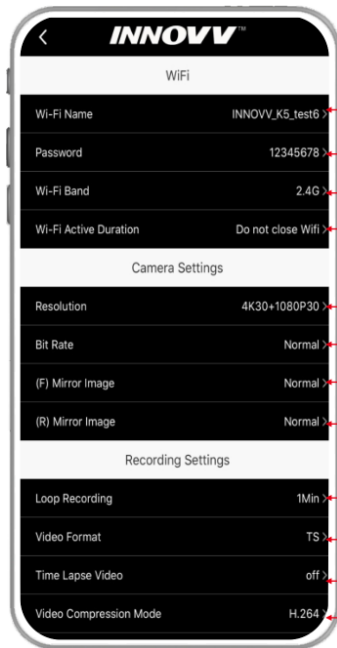 INNOVV™
WiFi
Wi-Fi Name INNOVV_K5_test6
Password 12345678
Wi-Fi Band 2.4G
Wi-Fi Active Duration Do not close Wifi
Camera Settings
Resolution 4K30+1080P30
Bit Rate Normal
(F) Mirror Image Normal
(R) Mirror Image Normal
Recording Settings
Loop Recording 1Min
Video Format TS
Time Lapse Video off
Video Compression Mode H.264